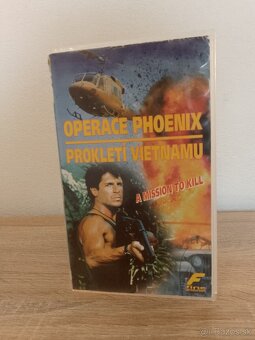 OPERACE PHOENIX
PROKLETÍ VIETNAMU
A MISSION TO KILL